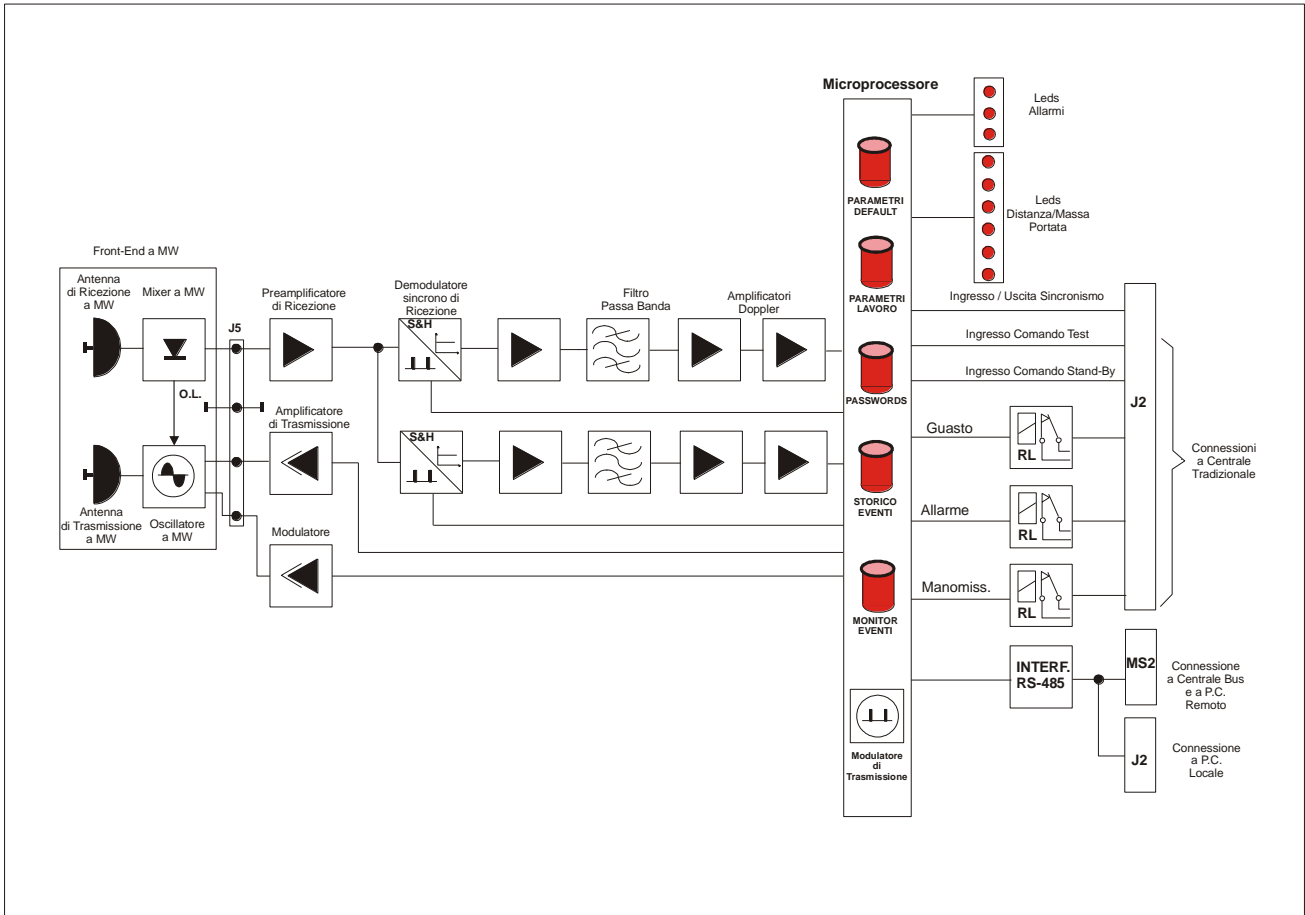 Microprocessore
Leds
Allarmi
PARAMETRI
DEFAULT
Leds
Distanza/Massa
Portata
Front-End a MW
Antenna
di Ricezione
a MW
Mixer a MW
J5
Preamplificatore
di Ricezione
Demodulatore
sincrono di
Ricezione
S&H
Filtro
Passa Banda
Amplificatori
Doppler
PARAMETRI
LAVORO
Ingresso / Uscita Sincronismo
Ingresso Comando Test
Ingresso Comando Stand-By
PASSWORDS
J2
O.L.
Amplificatore
di Trasmissione
S&H
Guasto
RL
Connessioni
a Centrale
Tradizionale
STORICO
EVENTI
Allarme
RL
Antenna
di Trasmissione
a MW
Oscillatore
a MW
Modulatore
Manomiss.
RL
MONITOR
EVENTI
INTERF.
RS-485
MS2
Connessione
a Centrale Bus
e a P.C.
Remoto
Modulatore
di
Trasmissione
J2
Connessione
a P.C.
Locale